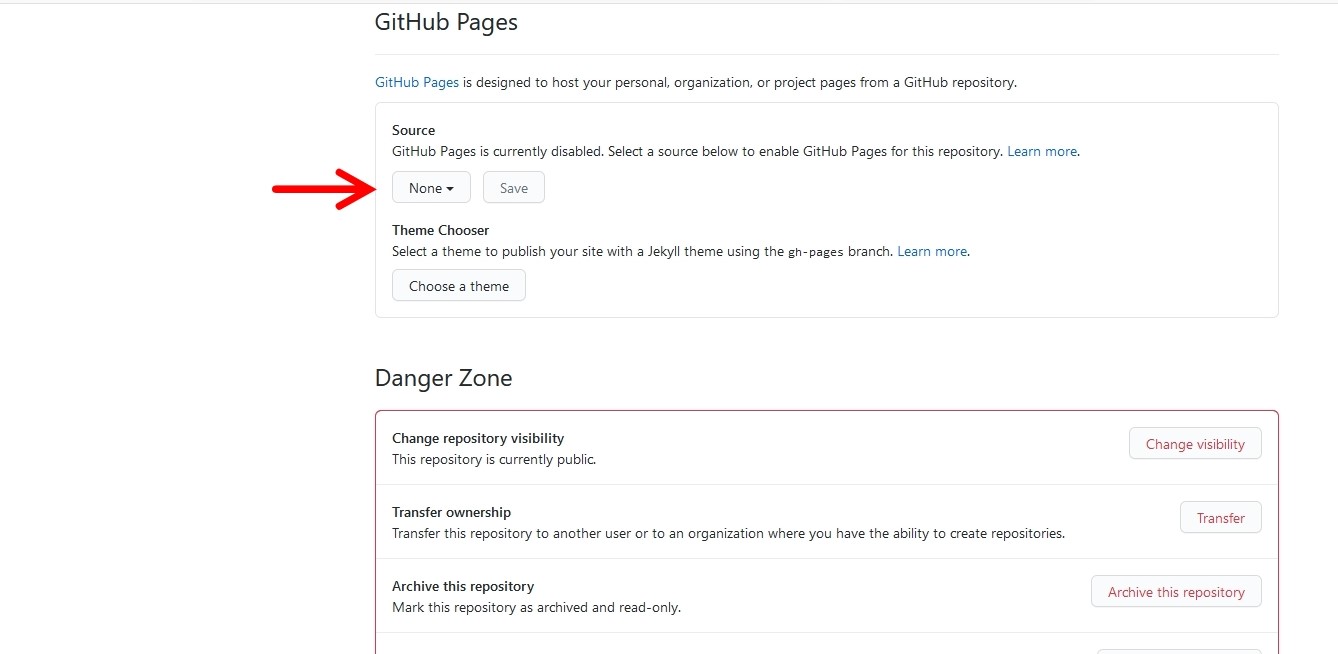 GitHub Pages
GitHub Pages is designed to host your personal, organization, or project pages from a GitHub repository.
Source
GitHub Pages is currently disabled. Select a source below to enable GitHub Pages for this repository. Learn more.
None Save
Theme Chooser
Select a theme to publish your site with a Jekyll theme using the gh-pages branch. Learn more.
Choose a theme
Danger Zone
Change repository visibility
This repository is currently public.
Change visibility
Transfer ownership
Transfer this repository to another user or to an organization where you have the ability to create repositories.
Transfer
Archive this repository
Mark this repository as archived and read-only.
Archive this repository